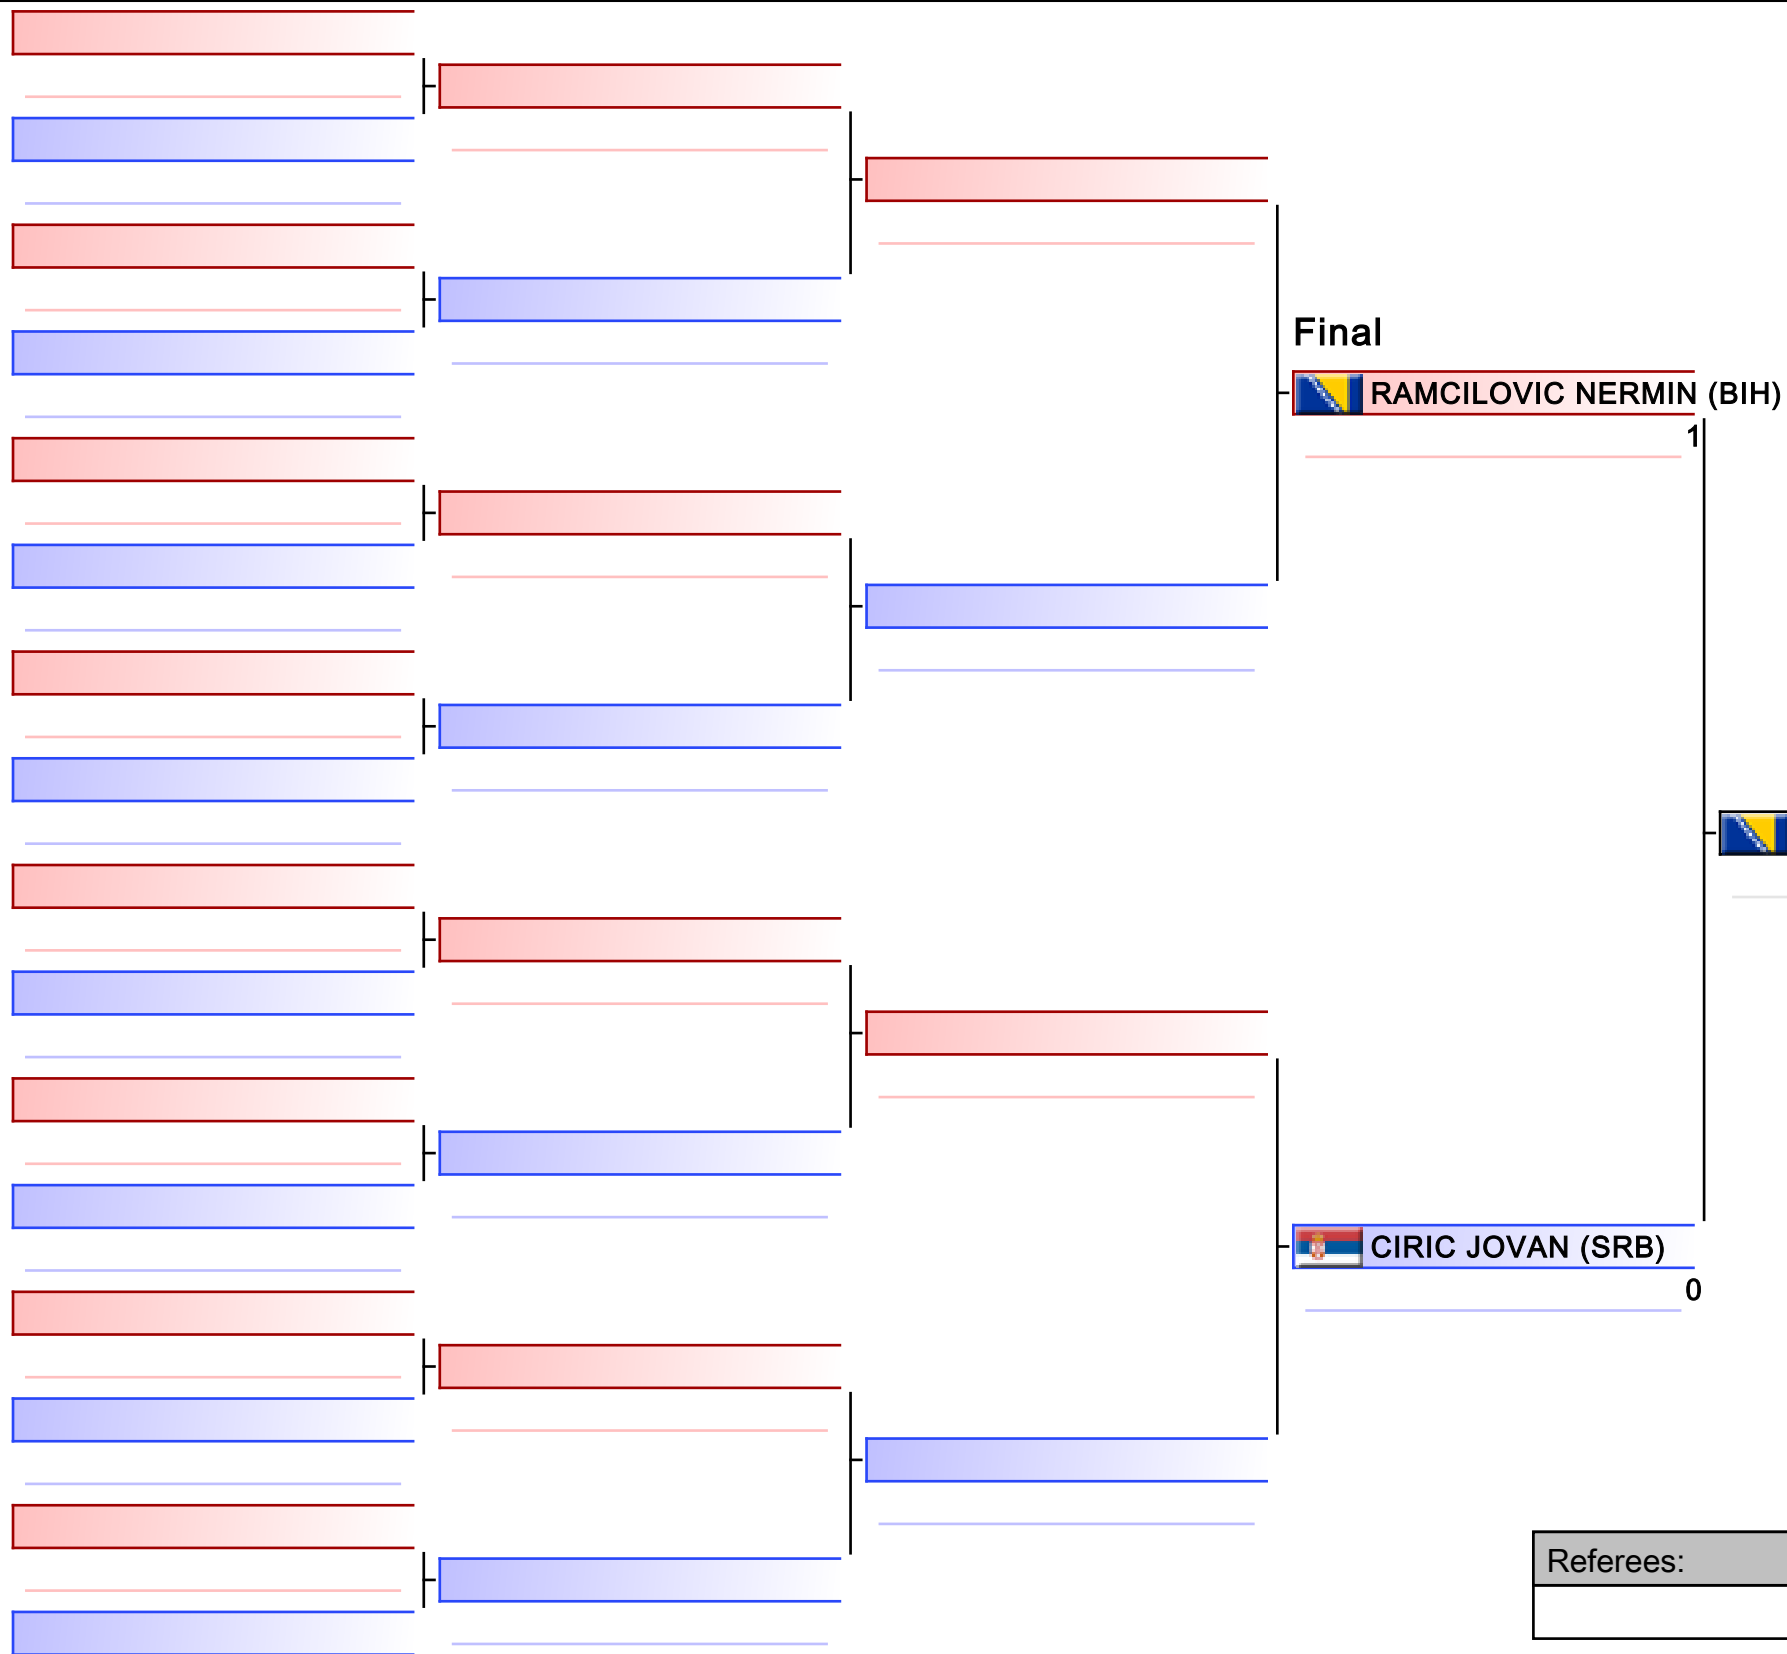 Final
RAMCILOVIC NERMIN (BIH)
1
CIRIC JOVAN (SRB)
0
Referees: